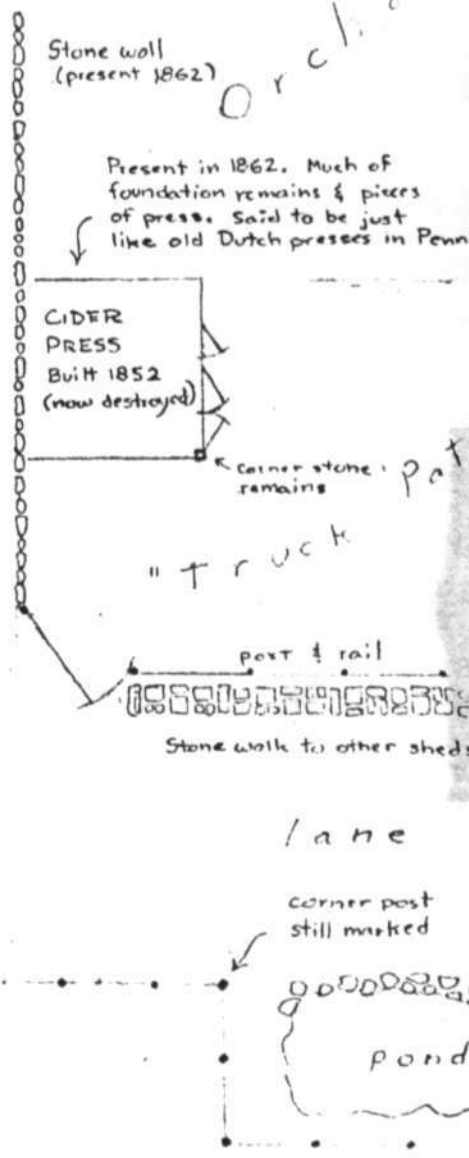 Stone wall
(present 1862)
Orch
Present in 1862. Much of
foundation remains & pieces
of press. Said to be just
like old Dutch presses in Penn
CIDER
PRESS
Built 1852
(now destroyed)
corner stone
remains
"Truck pat
post & rail
Stone walk to other sheds
lane
corner post
still marked
pond